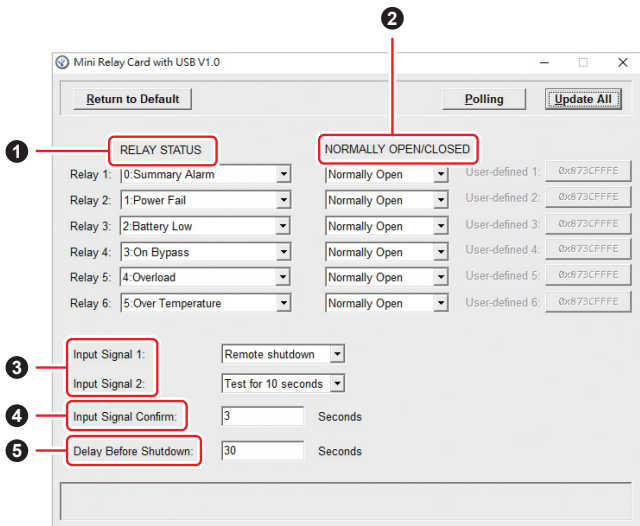 2
Mini Relay Card with USB V1.0
Return to Default Polling Update All
1 RELAY STATUS NORMALLY OPEN/CLOSED
Relay 1: 0:Summary Alarm Normally Open User-defined 1: 0x873CFFFE
Relay 2: 1:Power Fail Normally Open User-defined 2: 0x873CFFFE
Relay 3: 2:Battery Low Normally Open User-defined 3: 0x873CFFFE
Relay 4: 3:On Bypass Normally Open User-defined 4: 0x873CFFFE
Relay 5: 4:Overload Normally Open User-defined 5: 0x873CFFFE
Relay 6: 5:Over Temperature Normally Open User-defined 6: 0x873CFFFE
Input Signal 1: Remote shutdown
3
Input Signal 2: Test for 10 seconds
4 Input Signal Confirm: 3 Seconds
5 Delay Before Shutdown: 30 Seconds